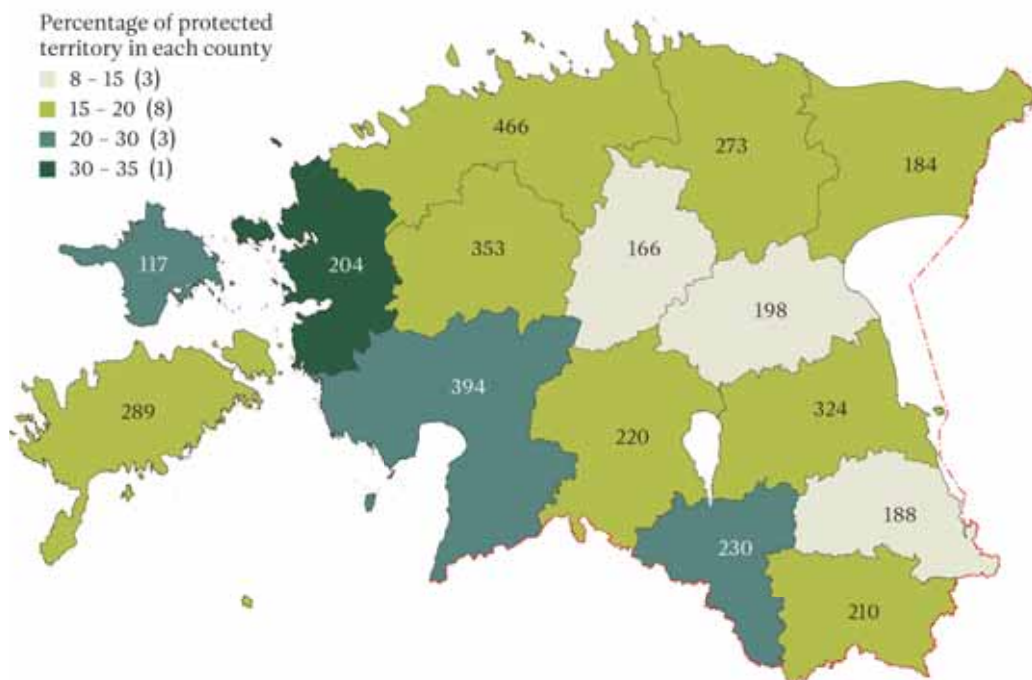 Percentage of protected
territory in each county
8 – 15 (3)
15 – 20 (8)
20 – 30 (3)
30 – 35 (1)
466
273
184
117
204
353
166
198
394
289
220
324
188
230
210